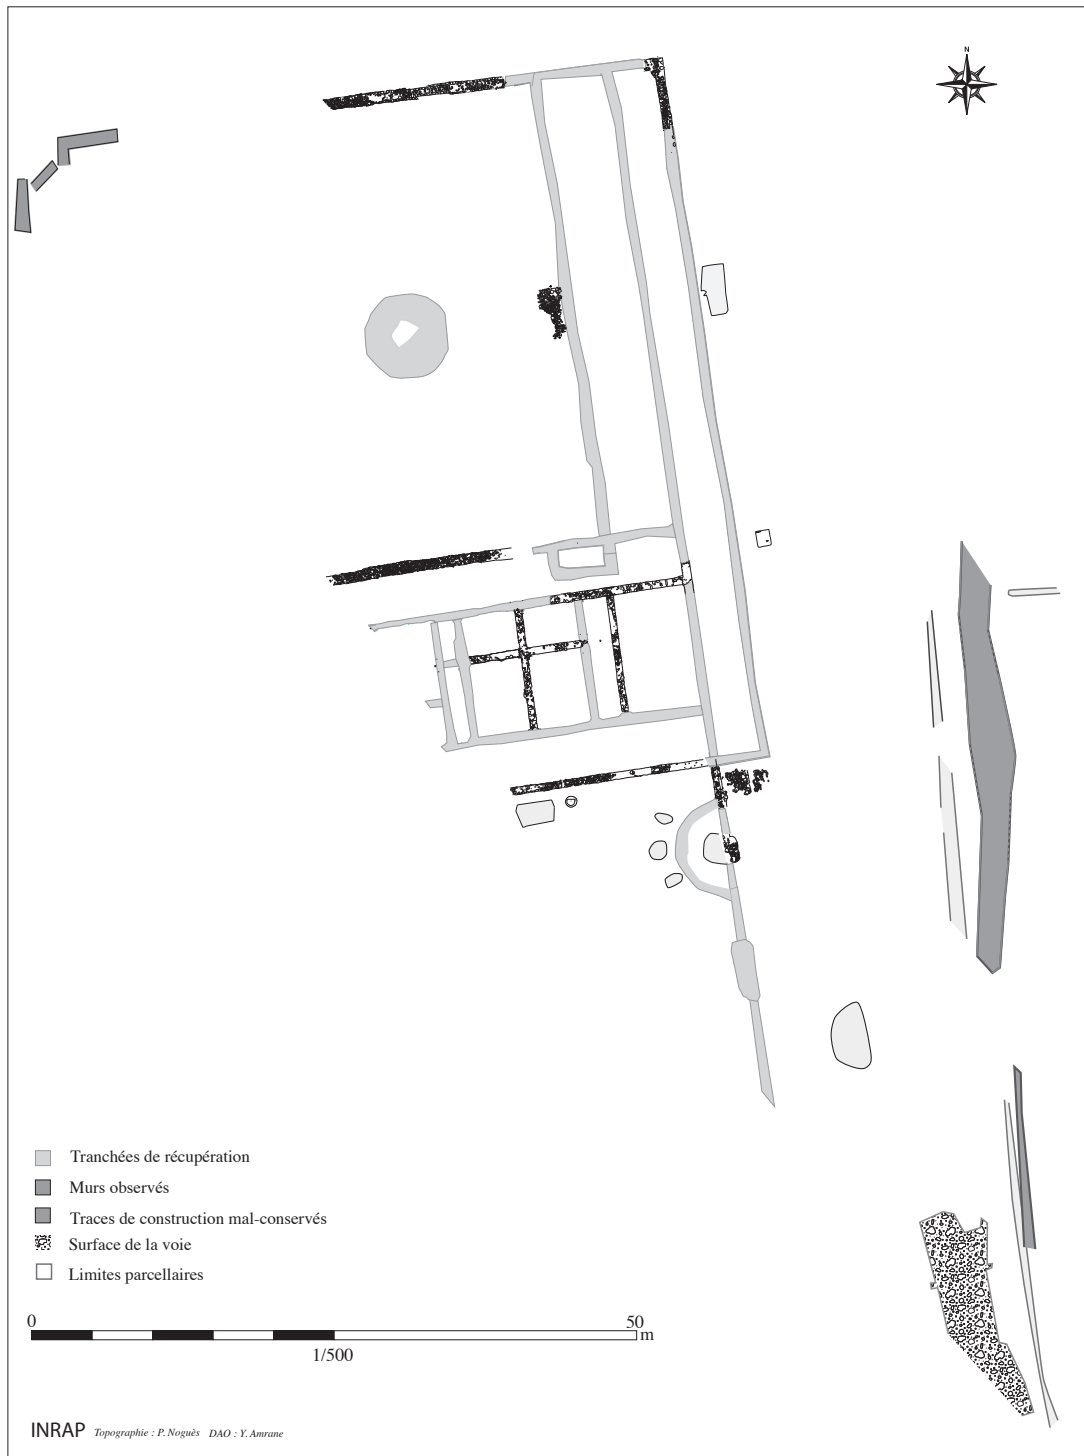 N
Tranchées de récupération
Murs observés
Traces de construction mal-conservés
Surface de la voie
Limites parcellaires
0 50 m
1/500
INRAP Topographie : P. Noguès DAO : Y. Amrane